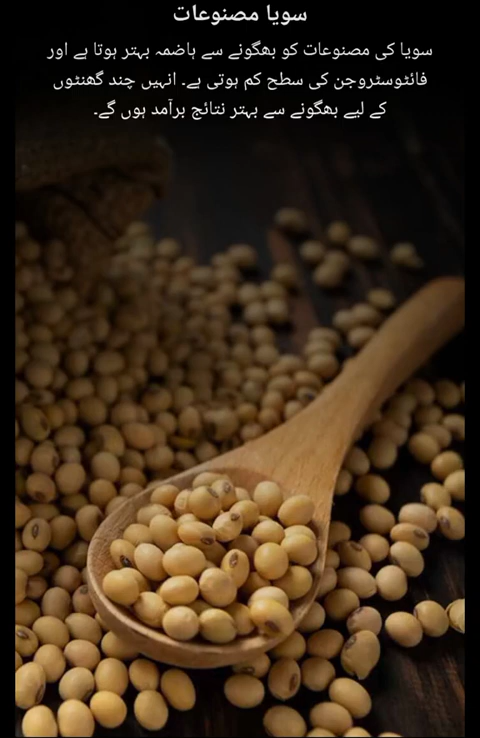 سویا مصنوعات
سویا کی مصنوعات کو بھگونے سے ہاضمہ بہتر ہوتا ہے اور
فائٹوسٹروجن کی سطح کم ہوتی ہے۔ انہیں چند گھنٹوں
کے لیے بھگونے سے بہتر نتائج برآمد ہوں گے۔